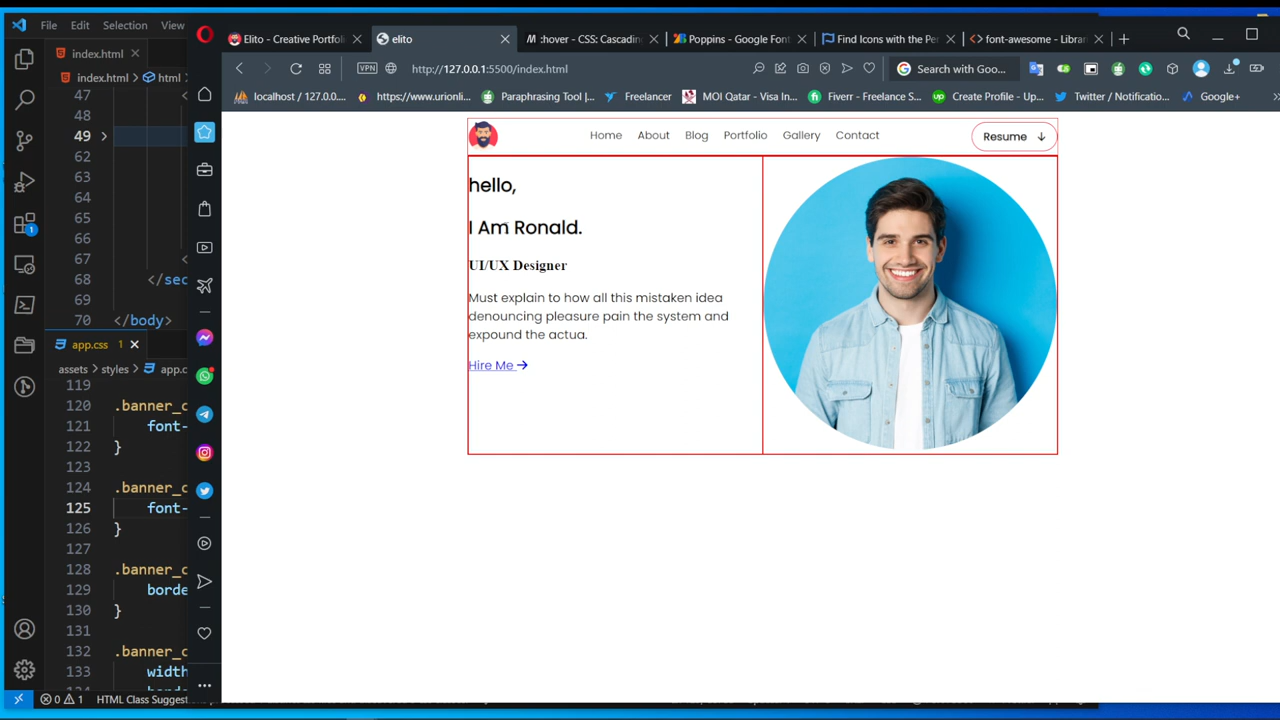 File Edit Selection View
index.html
index.html html
47
48
49
62
63
64
65
66
67
68 </sec
69
70 </body>
app.css 1
assets styles app.c
119
120 .banner_c
121 font-
122 }
123
124 .banner_c
125 font-
126 }
127
128 .banner_c
129 borde
130 }
131
132 .banner_c
133 width
0 1 HTML Class Sugges
Elito - Creative Portfol
elito
:hover - CSS: Cascadin
Poppins - Google Font
Find Icons with the Pe
font-awesome - Librar
VPN http://127.0.0.1:5500/index.html
Search with Goo...
localhost / 127.0.0....
https://www.urionli...
Paraphrasing Tool |...
Freelancer
MOI Qatar - Visa In...
Fiverr - Freelance S...
Create Profile - Up...
Twitter / Notificatio...
Google+
Home About Blog Portfolio Gallery Contact
Resume
hello,
I Am Ronald.
UI/UX Designer
Must explain to how all this mistaken idea
denouncing pleasure pain the system and
expound the actua.
Hire Me